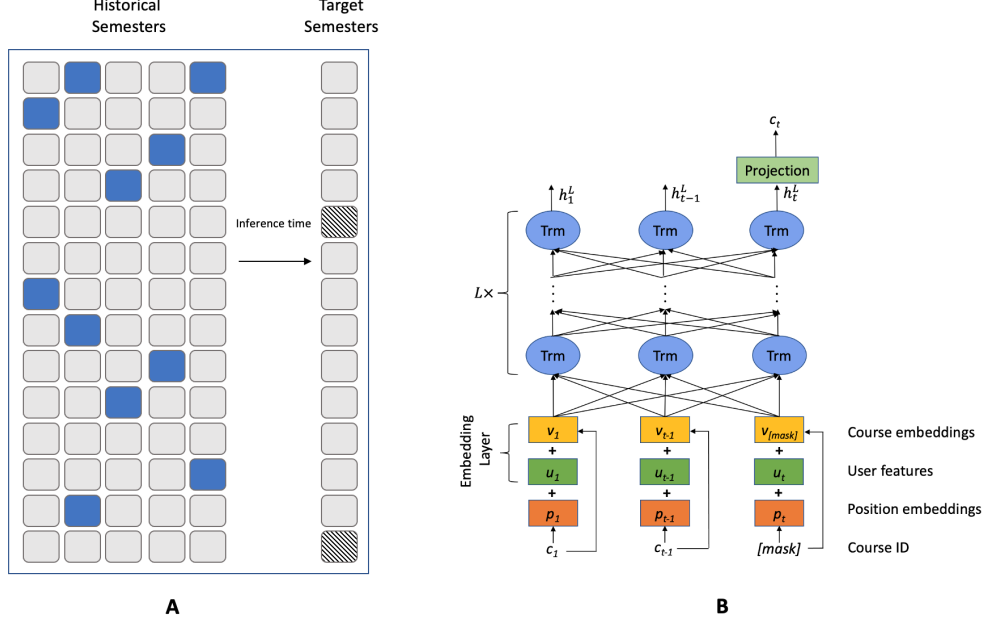 Historical
Semesters
Target
Semesters
Inference time
A
c_t
Projection
h_1^L
h_{t-1}^L
h_t^L
Trm
Trm
Trm
L×
Trm
Trm
Trm
Embedding
Layer
v_1
v_{t-1}
v_{[mask]}
Course embeddings
+
+
+
u_1
u_{t-1}
u_t
User features
+
+
+
p_1
p_{t-1}
p_t
Position embeddings
c_1
c_{t-1}
[mask]
Course ID
B